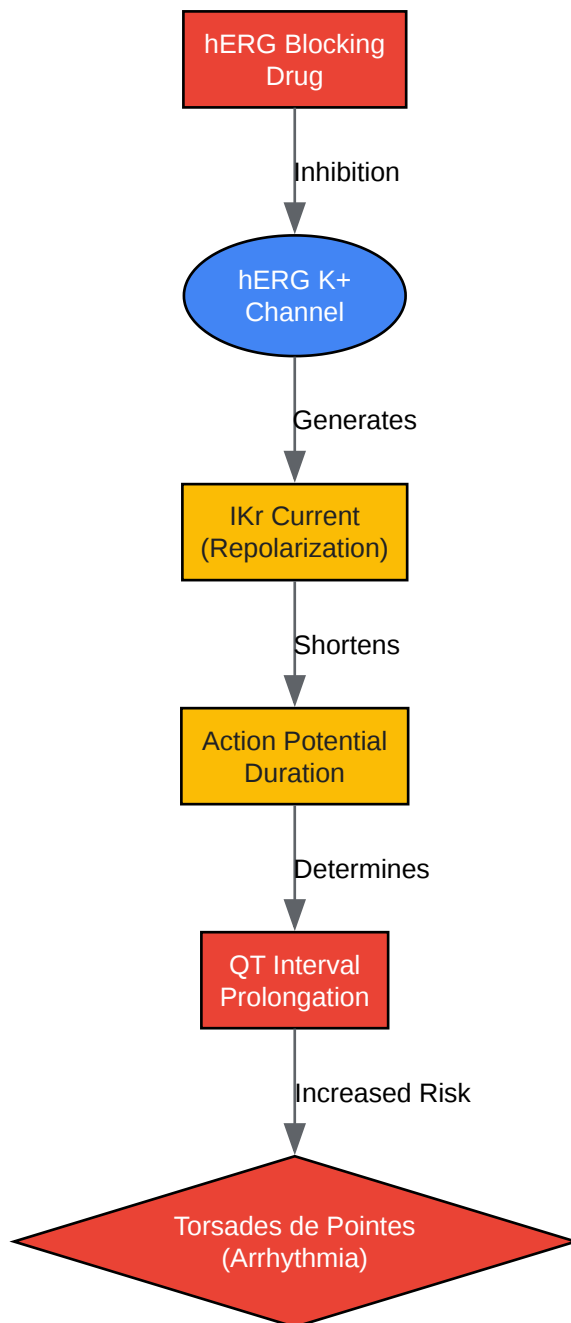 hERG Blocking
Drug
Inhibition
hERG K+
Channel
Generates
IKr Current
(Repolarization)
Shortens
Action Potential
Duration
Determines
QT Interval
Prolongation
Increased Risk
Torsades de Pointes
(Arrhythmia)